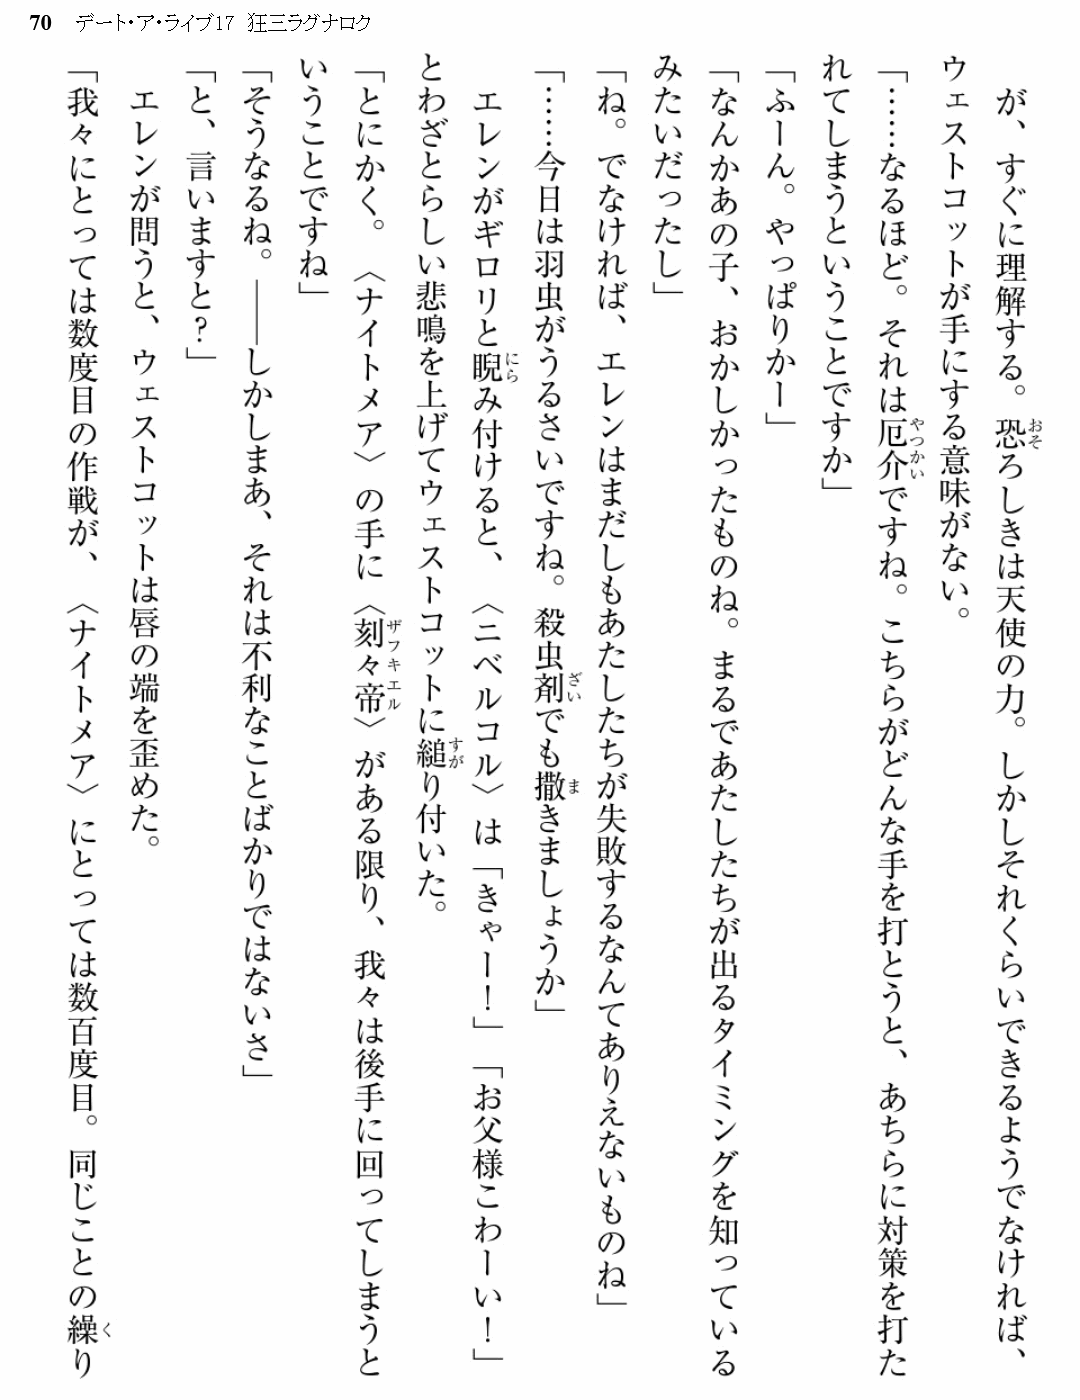 70 デート・ア・ライブ17 狂三ラグナロク
が、すぐに理解する。恐ろしきは天使の力。しかしそれくらいできるようでなければ、
ウェストコットが手にする意味がない。
「……なるほど。それは厄介ですね。こちらがどんな手を打とうと、あちらに対策を打た
れてしまうということですか」
「ふーん。やっぱりかー」
「なんかあの子、おかしかったものね。まるであたしたちが出るタイミングを知っている
みたいだったし」
「ね。でなければ、エレンはまだしもあたしたちが失敗するなんてありえないものね」
「……今日は羽虫がうるさいですね。殺虫剤でも撒きましょうか」
エレンがギロリと睨み付けると、〈ニベルコル〉は「きゃー！」「お父様こわーい！」
とわざとらしい悲鳴を上げてウェストコットに縋り付いた。
「とにかく。〈ナイトメア〉の手に〈刻々帝〉がある限り、我々は後手に回ってしまうと
いうことですね」
「そうなるね。――しかしまあ、それは不利なことばかりではないさ」
「と、言いますと？」
エレンが問うと、ウェストコットは唇の端を歪めた。
「我々にとっては数度目の作戦が、〈ナイトメア〉にとっては数百度目。同じことの繰り
おそ
やつかい
ざい
ま
にら
すが
ザフキエル
く